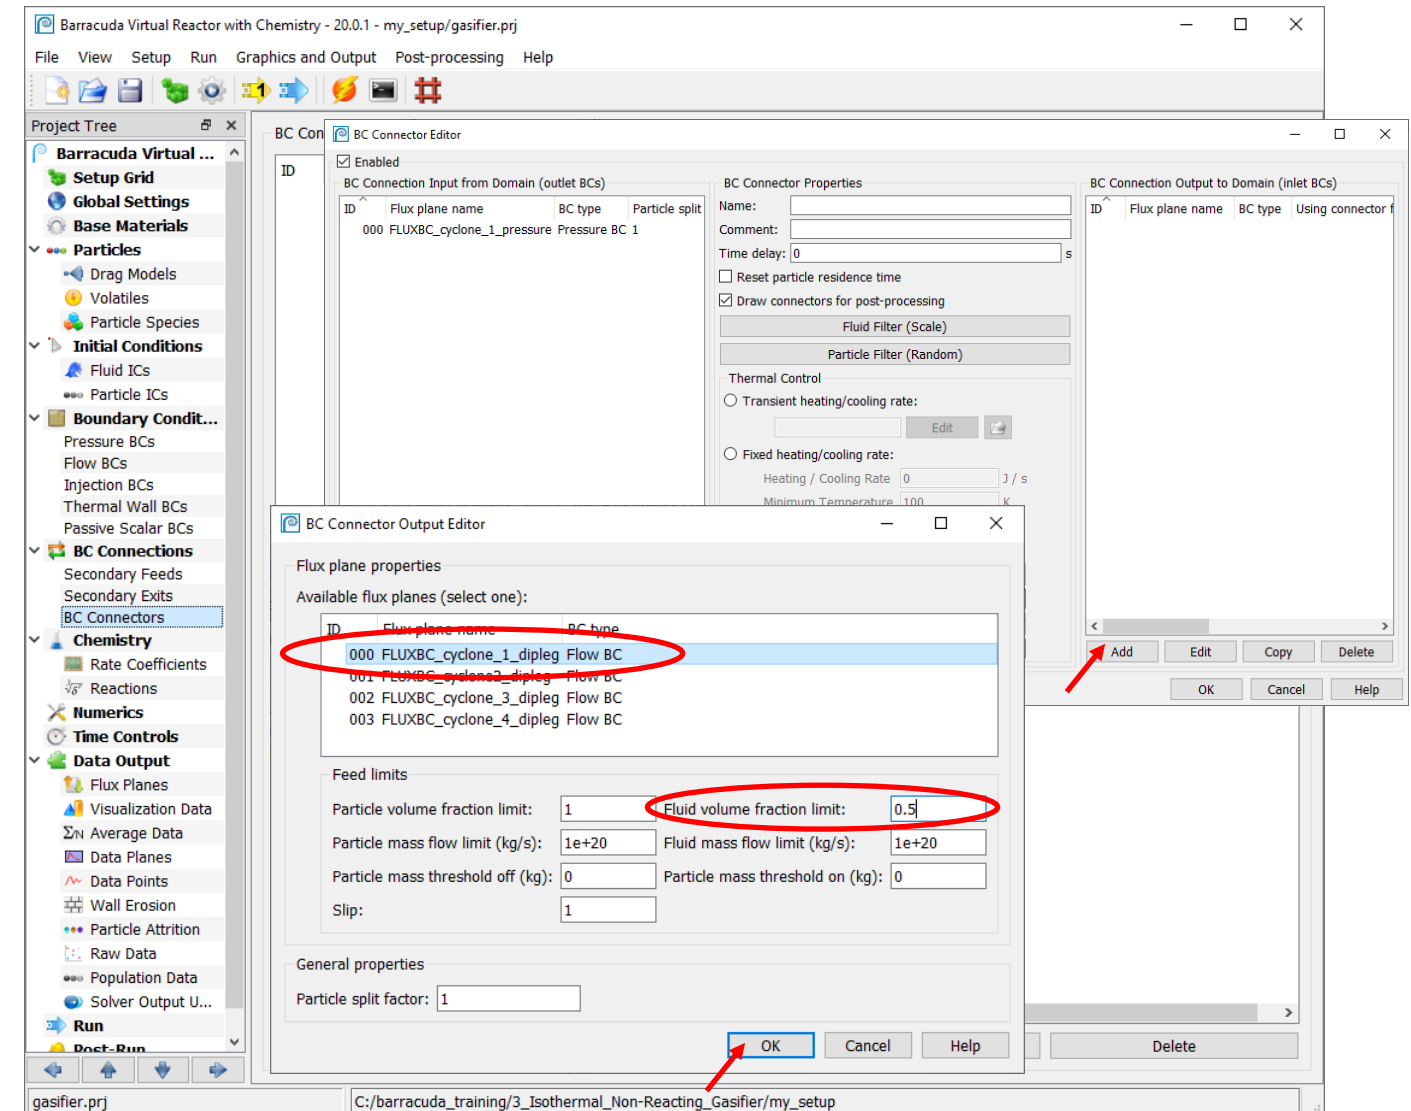 Barracuda Virtual Reactor with Chemistry - 20.0.1 - my_setup/gasifier.prj
File View Setup Run Graphics and Output Post-processing Help
Project Tree
Barracuda Virtual ...
Setup Grid
Global Settings
Base Materials
Particles
Drag Models
Volatiles
Particle Species
Initial Conditions
Fluid ICs
Particle ICs
Boundary Condit...
Pressure BCs
Flow BCs
Injection BCs
Thermal Wall BCs
Passive Scalar BCs
BC Connections
Secondary Feeds
Secondary Exits
BC Connectors
Chemistry
Rate Coefficients
Reactions
Numerics
Time Controls
Data Output
Flux Planes
Visualization Data
Average Data
Data Planes
Data Points
Wall Erosion
Particle Attrition
Raw Data
Population Data
Solver Output U...
Run
Post-Run
BC Con
ID
BC Connector Editor
Enabled
BC Connection Input from Domain (outlet BCs)
ID Flux plane name BC type Particle split
000 FLUXBC_cyclone_1_pressure Pressure BC 1
BC Connector Properties
Name:
Comment:
Time delay: 0 s
Reset particle residence time
Draw connectors for post-processing
Fluid Filter (Scale)
Particle Filter (Random)
Thermal Control
Transient heating/cooling rate:
Edit
Fixed heating/cooling rate:
Heating / Cooling Rate 0 J / s
Minimum Temperature 100 K
BC Connection Output to Domain (inlet BCs)
ID Flux plane name BC type Using connector f
Add Edit Copy Delete
OK Cancel Help
BC Connector Output Editor
Flux plane properties
Available flux planes (select one):
ID Flux plane name BC type
000 FLUXBC_cyclone_1_dipleg Flow BC
001 FLUXBC_cyclone2_dipleg Flow BC
002 FLUXBC_cyclone_3_dipleg Flow BC
003 FLUXBC_cyclone_4_dipleg Flow BC
Feed limits
Particle volume fraction limit: 1 Fluid volume fraction limit: 0.5
Particle mass flow limit (kg/s): 1e+20 Fluid mass flow limit (kg/s): 1e+20
Particle mass threshold off (kg): 0 Particle mass threshold on (kg): 0
Slip: 1
General properties
Particle split factor: 1
OK Cancel Help
Delete
gasifier.prj C:/barracuda_training/3_Isothermal_Non-Reacting_Gasifier/my_setup